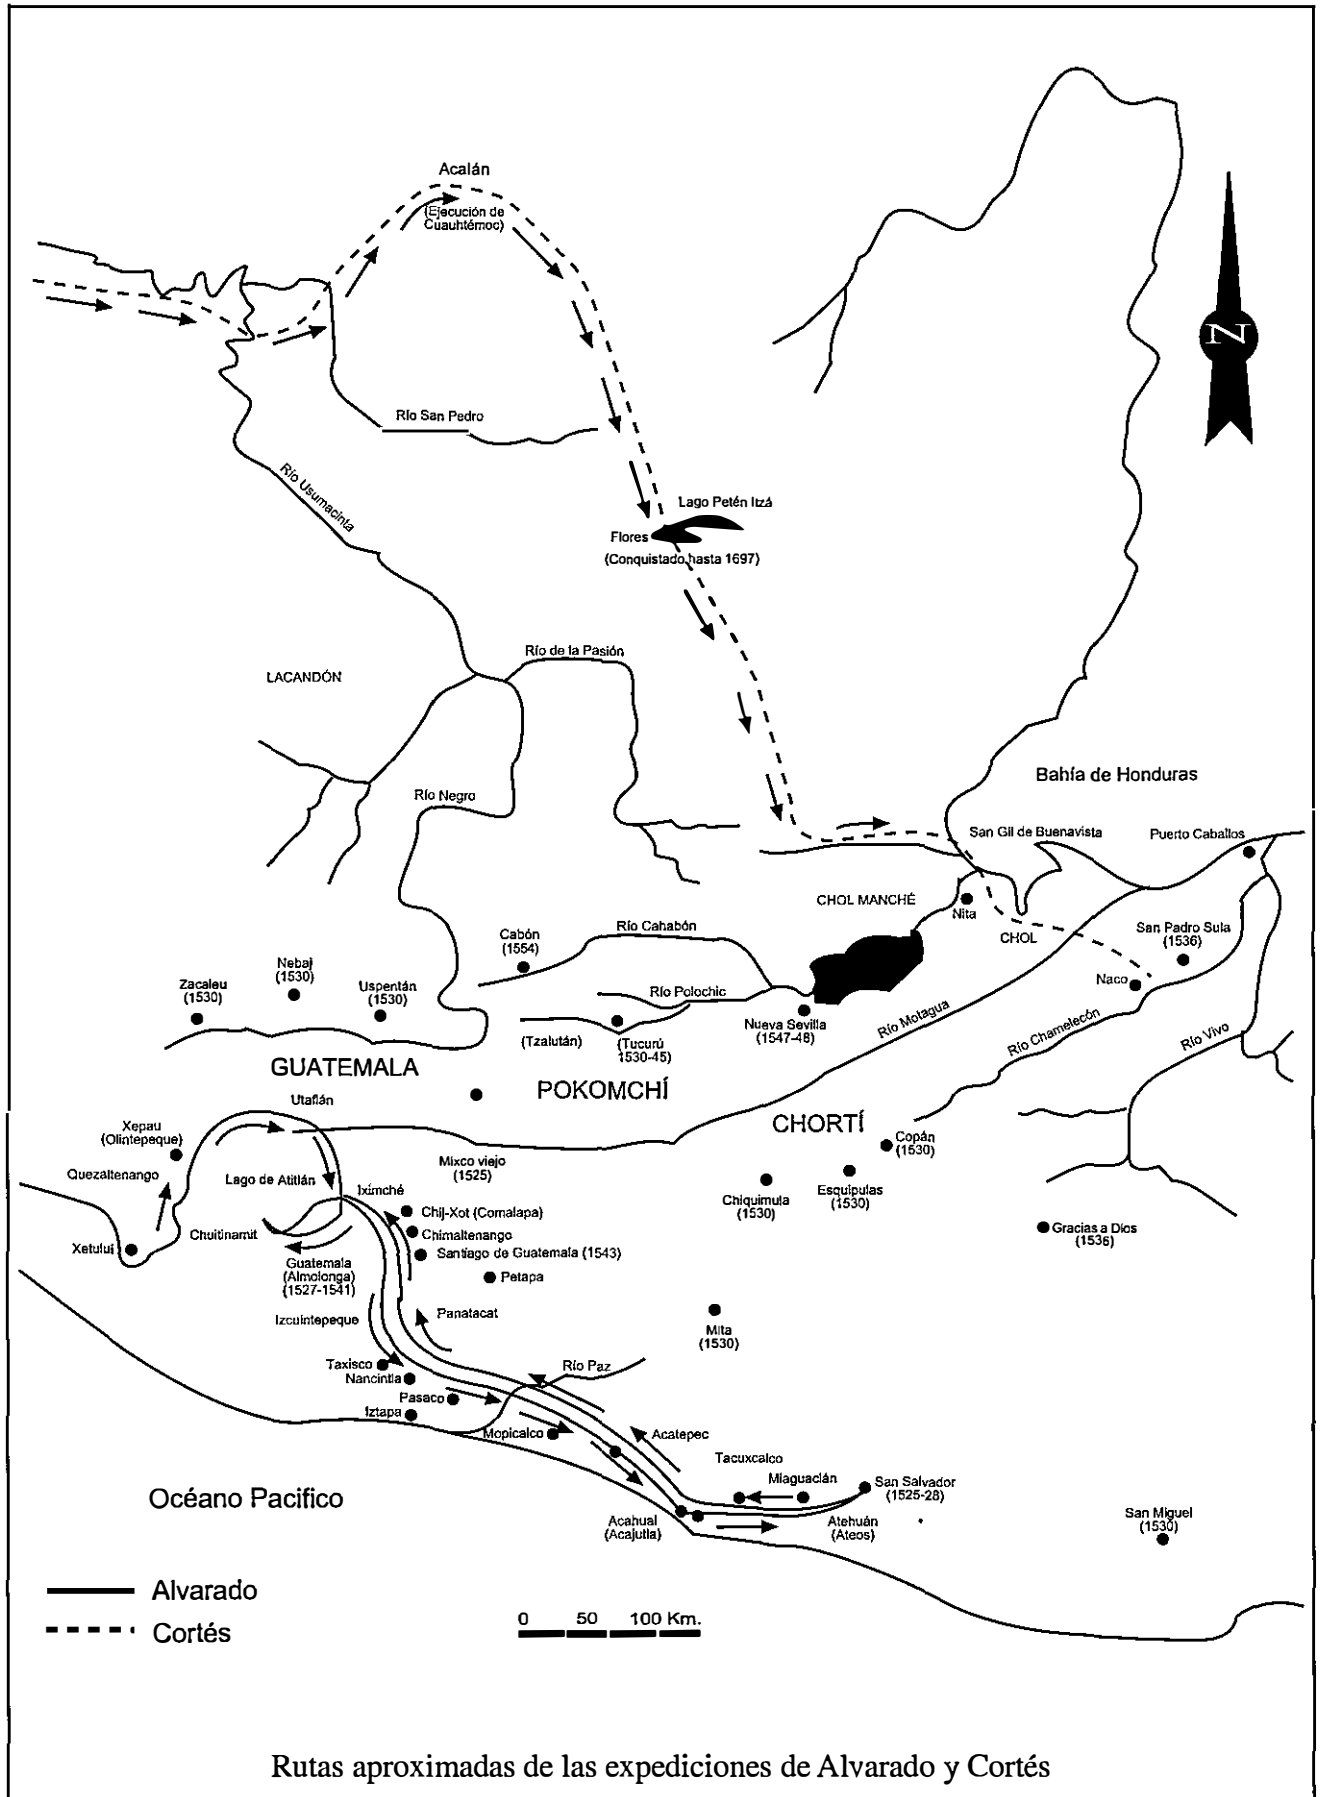 Acalán
(Ejecución de
Cuauhtémoc)
N
Río San Pedro
Río Usumacinta
Lago Petén Itzá
Flores
(Conquistado hasta 1697)
Río de la Pasión
LACANDÓN
Río Negro
Bahía de Honduras
San Gil de Buenavista
Puerto Caballos
CHOL MANCHÉ
Nita
CHOL
San Padro Sula
(1536)
Naco
Cabón
(1554)
Río Cahabón
Nebaj
(1530)
Zacaleu
(1530)
Uspentán
(1530)
Río Polochic
Nueva Sevilla
(1547-48)
Río Motagua
Río Chamelecón
Río Vivo
(Tzalután)
(Tucurú
1530-45)
GUATEMALA
POKOMCHÍ
CHORTÍ
Utatlán
Xepau
(Olintepeque)
Quezaltenango
Lago de Atitlán
Mixco viejo
(1525)
Copán
(1530)
Esquipulas
(1530)
Chiquimula
(1530)
Gracias a Dios
(1536)
Iximché
Chij-Xot (Comalapa)
Chimaltenango
Santiago de Guatemala (1543)
Petapa
Chuitinamit
Xetului
Guatemala
(Almolonga)
(1527-1541)
Izcuintepeque
Panatacat
Mita
(1530)
Taxisco
Nancintla
Pasaco
Iztapa
Río Paz
Mopicalco
Acatepec
Tacuxcalco
Miaguaclán
San Salvador
(1525-28)
Acahual
(Acajutla)
Atehuán
(Ateos)
San Miguel
(1530)
Océano Pacifico
Alvarado
Cortés
0 50 100 Km.
Rutas aproximadas de las expediciones de Alvarado y Cortés